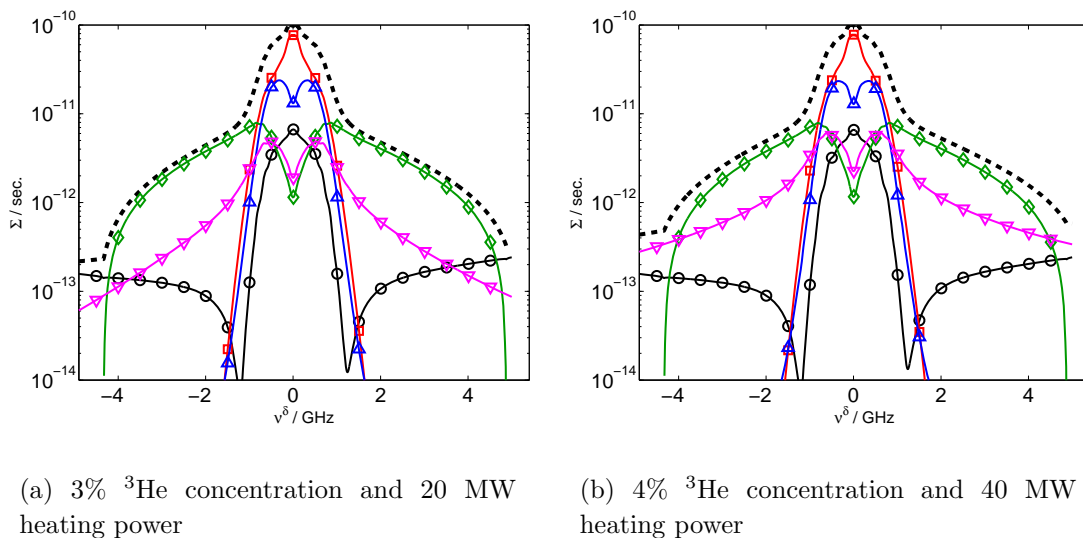 10⁻¹⁰
10⁻¹¹
10⁻¹²
10⁻¹³
10⁻¹⁴
Σ / sec.
−4 −2 0 2 4
ν^δ / GHz
(a) 3% ³He concentration and 20 MW
heating power
10⁻¹⁰
10⁻¹¹
10⁻¹²
10⁻¹³
10⁻¹⁴
Σ / sec.
−4 −2 0 2 4
ν^δ / GHz
(b) 4% ³He concentration and 40 MW
heating power